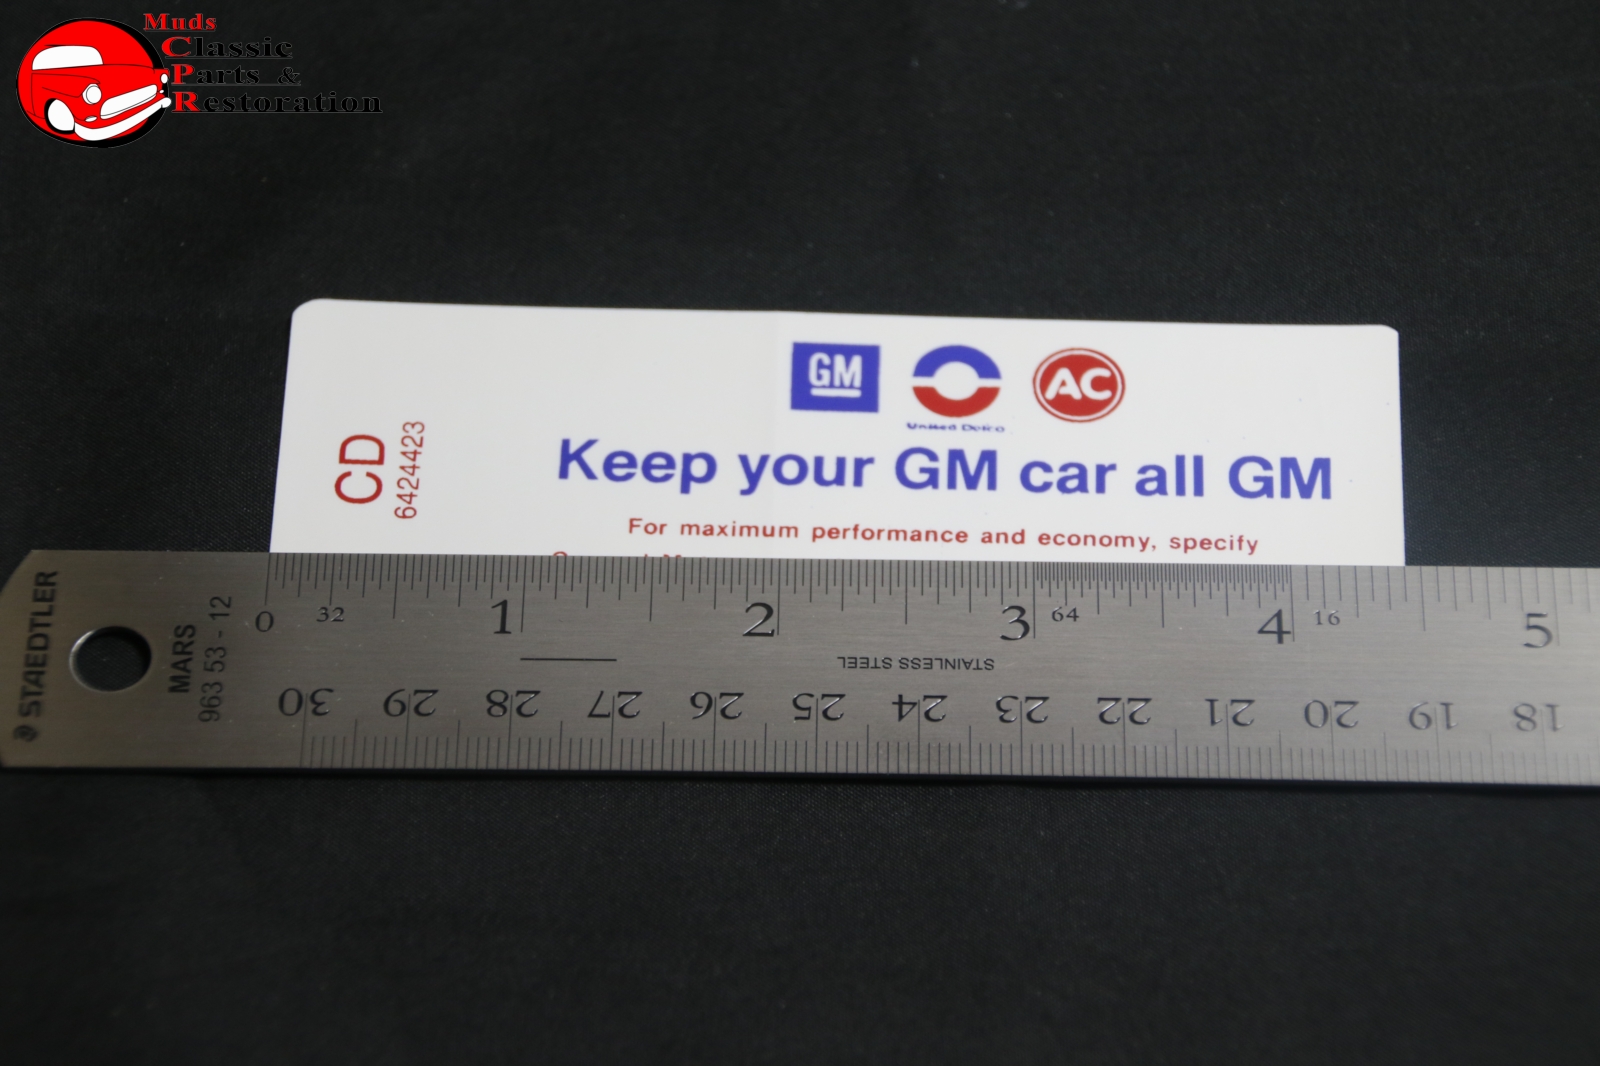 Muds
Classic
Parts &
Restoration
GM
United Delco
AC
CD
6424423
Keep your GM car all GM
For maximum performance and economy, specify
STAEDTLER
MARS
963 53 - 12
0 32 1 2 3 64 4 16 5
STAINLESS STEEL
30 29 28 27 26 25 24 23 22 21 20 19 18